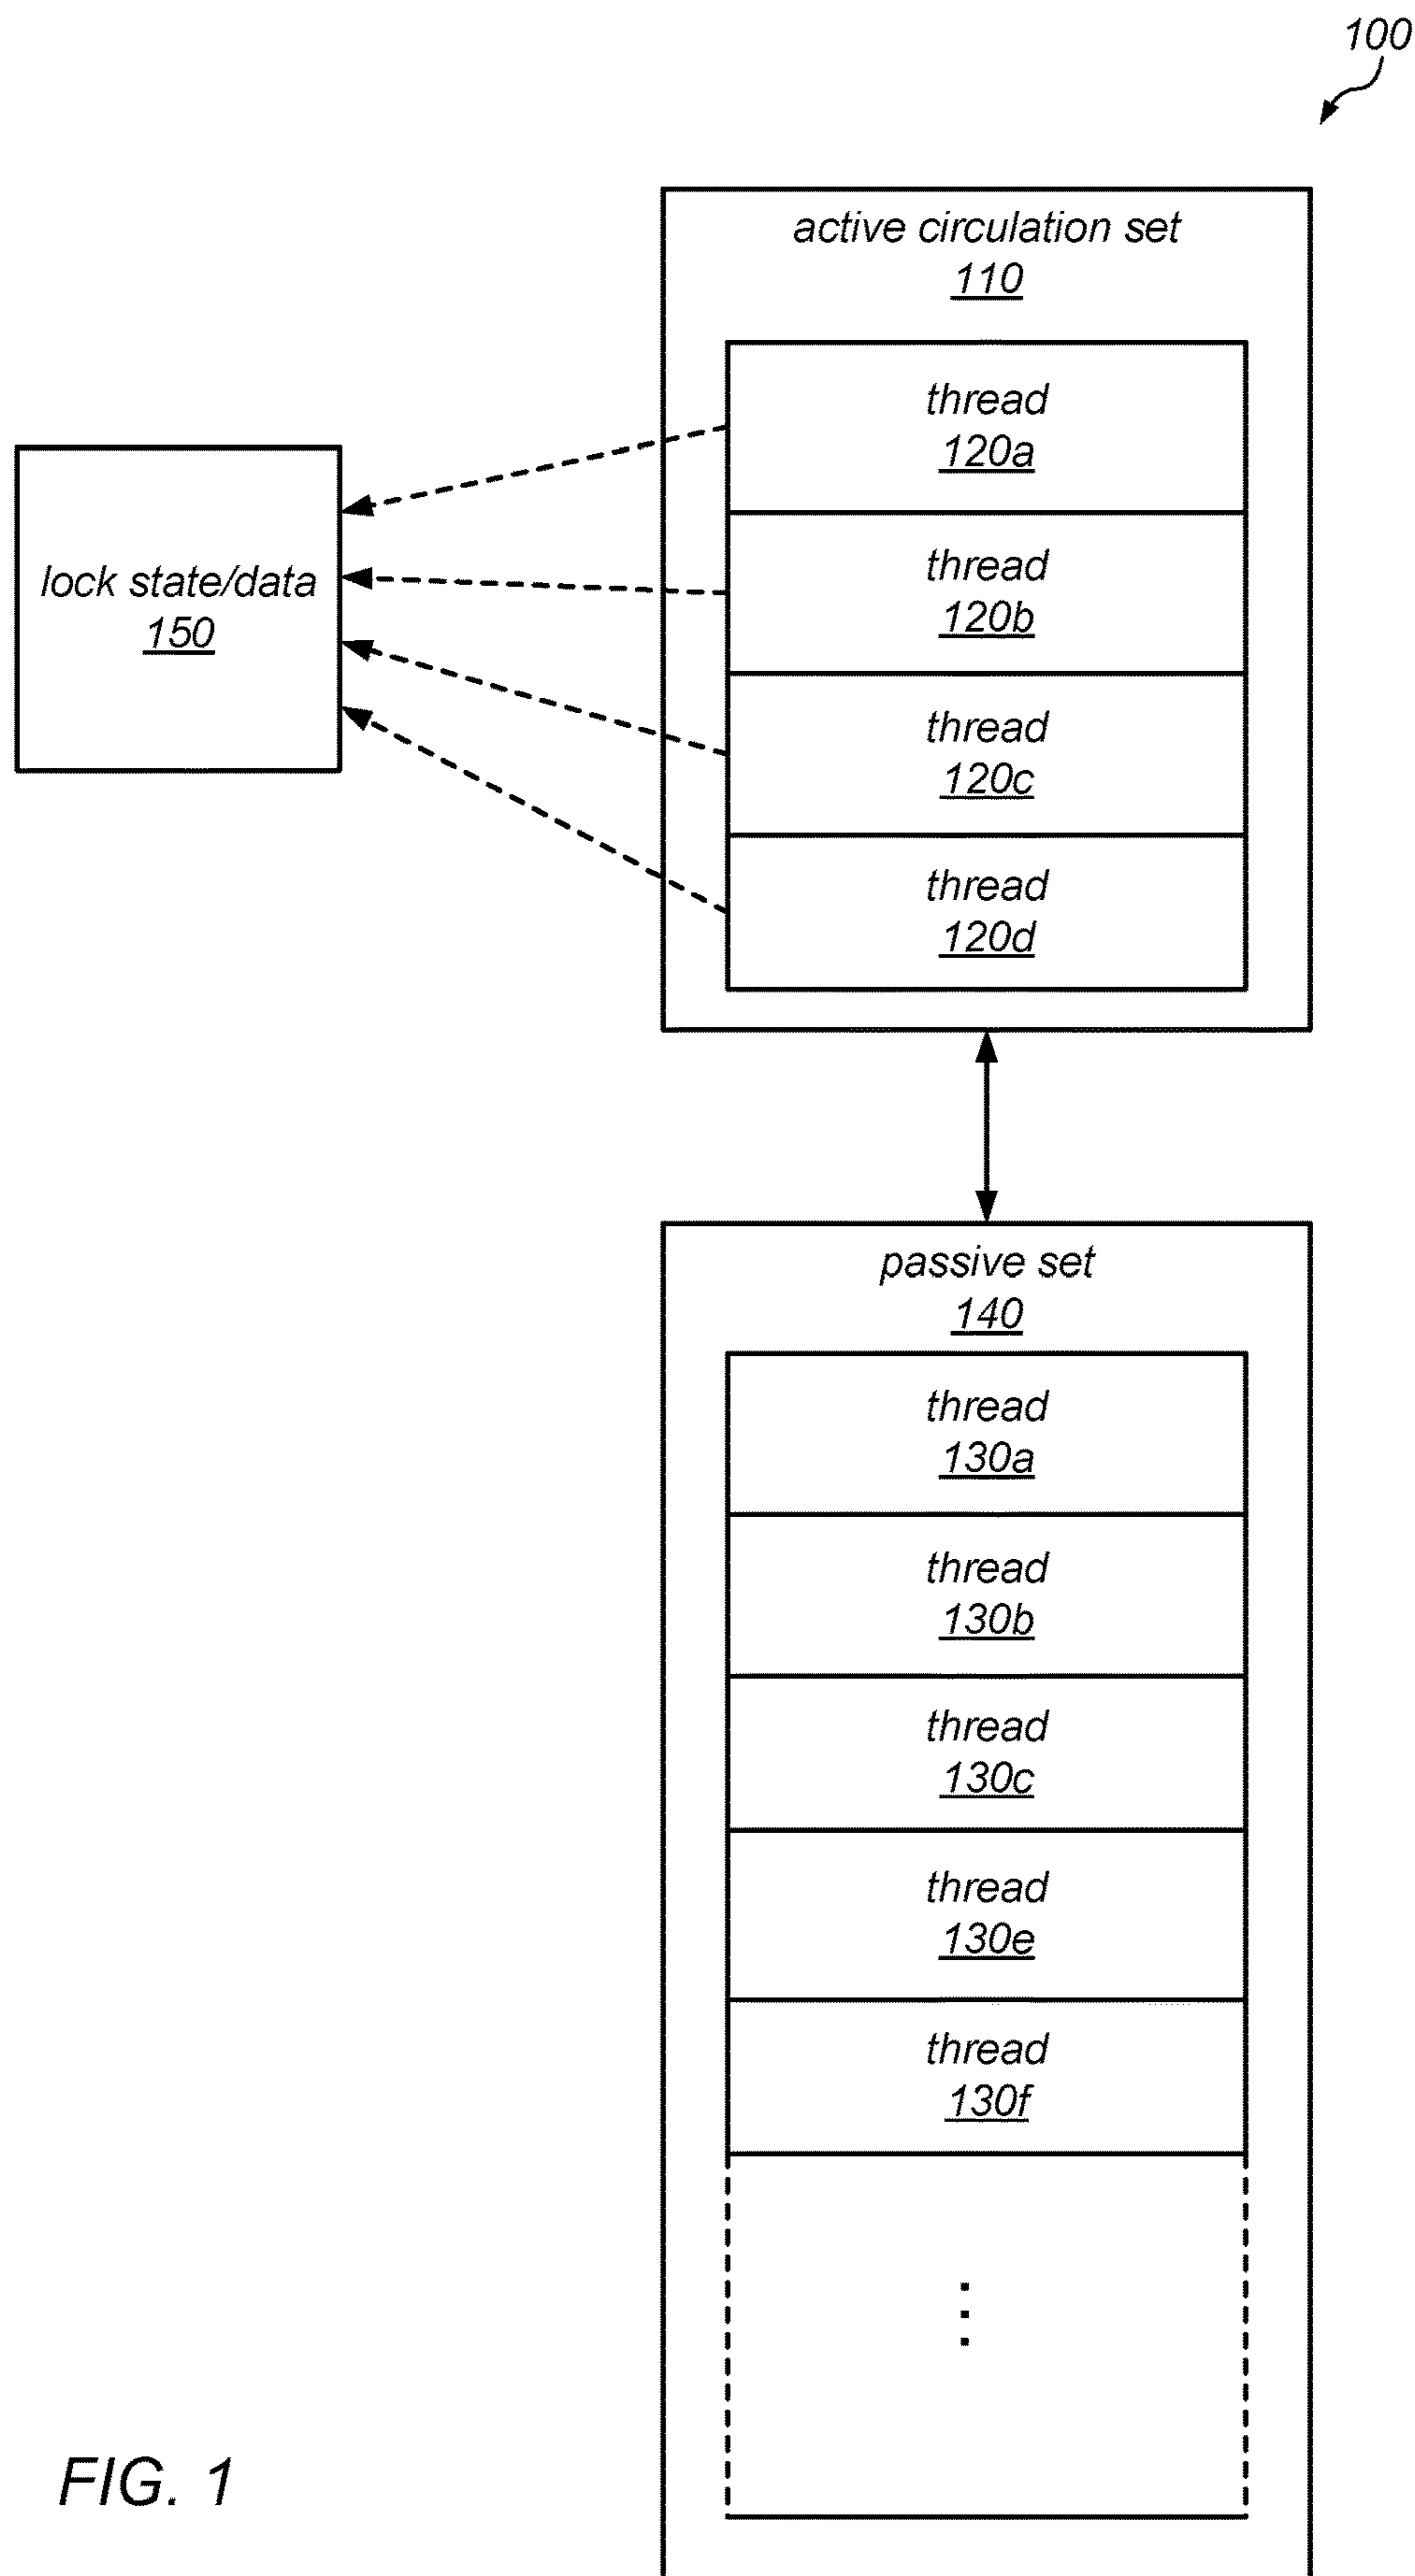 100
active circulation set
110
thread
120a
thread
120b
thread
120c
thread
120d
lock state/data
150
passive set
140
thread
130a
thread
130b
thread
130c
thread
130e
thread
130f
⋮
FIG. 1